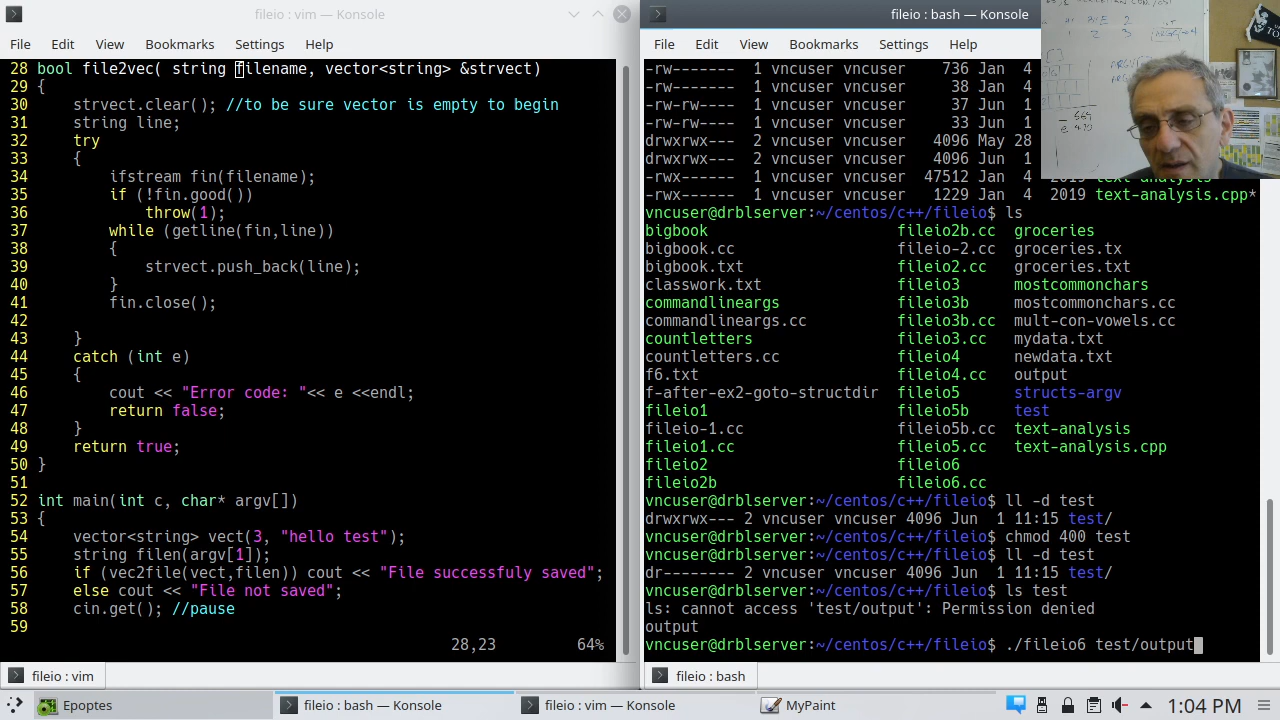 fileio : vim — Konsole
File Edit View Bookmarks Settings Help
28 bool file2vec( string filename, vector<string> &strvect)
29 {
30 strvect.clear(); //to be sure vector is empty to begin
31 string line;
32 try
33 {
34 ifstream fin(filename);
35 if (!fin.good())
36 throw(1);
37 while (getline(fin,line))
38 {
39 strvect.push_back(line);
40 }
41 fin.close();
42
43 }
44 catch (int e)
45 {
46 cout << "Error code: "<< e <<endl;
47 return false;
48 }
49 return true;
50 }
51
52 int main(int c, char* argv[])
53 {
54 vector<string> vect(3, "hello test");
55 string filen(argv[1]);
56 if (vec2file(vect,filen)) cout << "File successfuly saved";
57 else cout << "File not saved";
58 cin.get(); //pause
59
28,23 64%
fileio : vim
fileio : bash — Konsole
File Edit View Bookmarks Settings Help
-rw------- 1 vncuser vncuser 736 Jan 4
-rw------- 1 vncuser vncuser 38 Jan 4
-rw-rw---- 1 vncuser vncuser 37 Jun 1
-rw-rw---- 1 vncuser vncuser 33 Jun 1
drwxrwx--- 2 vncuser vncuser 4096 May 28
drwxrwx--- 2 vncuser vncuser 4096 Jun 1
-rwx------ 1 vncuser vncuser 47512 Jan 4 2019 text-analysis
-rwx------ 1 vncuser vncuser 1229 Jan 4 2019 text-analysis.cpp*
vncuser@drblserver:~/centos/c++/fileio$ ls
bigbook fileio2b.cc groceries
bigbook.cc fileio-2.cc groceries.tx
bigbook.txt fileio2.cc groceries.txt
classwork.txt fileio3 mostcommonchars
commandlineargs fileio3b mostcommonchars.cc
commandlineargs.cc fileio3b.cc mult-con-vowels.cc
countletters fileio3.cc mydata.txt
countletters.cc fileio4 newdata.txt
f6.txt fileio4.cc output
f-after-ex2-goto-structdir fileio5 structs-argv
fileio1 fileio5b test
fileio-1.cc fileio5b.cc text-analysis
fileio1.cc fileio5.cc text-analysis.cpp
fileio2 fileio6
fileio2b fileio6.cc
vncuser@drblserver:~/centos/c++/fileio$ ll -d test
drwxrwx--- 2 vncuser vncuser 4096 Jun 1 11:15 test/
vncuser@drblserver:~/centos/c++/fileio$ chmod 400 test
vncuser@drblserver:~/centos/c++/fileio$ ll -d test
dr-------- 2 vncuser vncuser 4096 Jun 1 11:15 test/
vncuser@drblserver:~/centos/c++/fileio$ ls test
ls: cannot access 'test/output': Permission denied
output
vncuser@drblserver:~/centos/c++/fileio$ ./fileio6 test/output
fileio : bash
Epoptes
fileio : bash — Konsole
fileio : vim — Konsole
MyPaint
1:04 PM